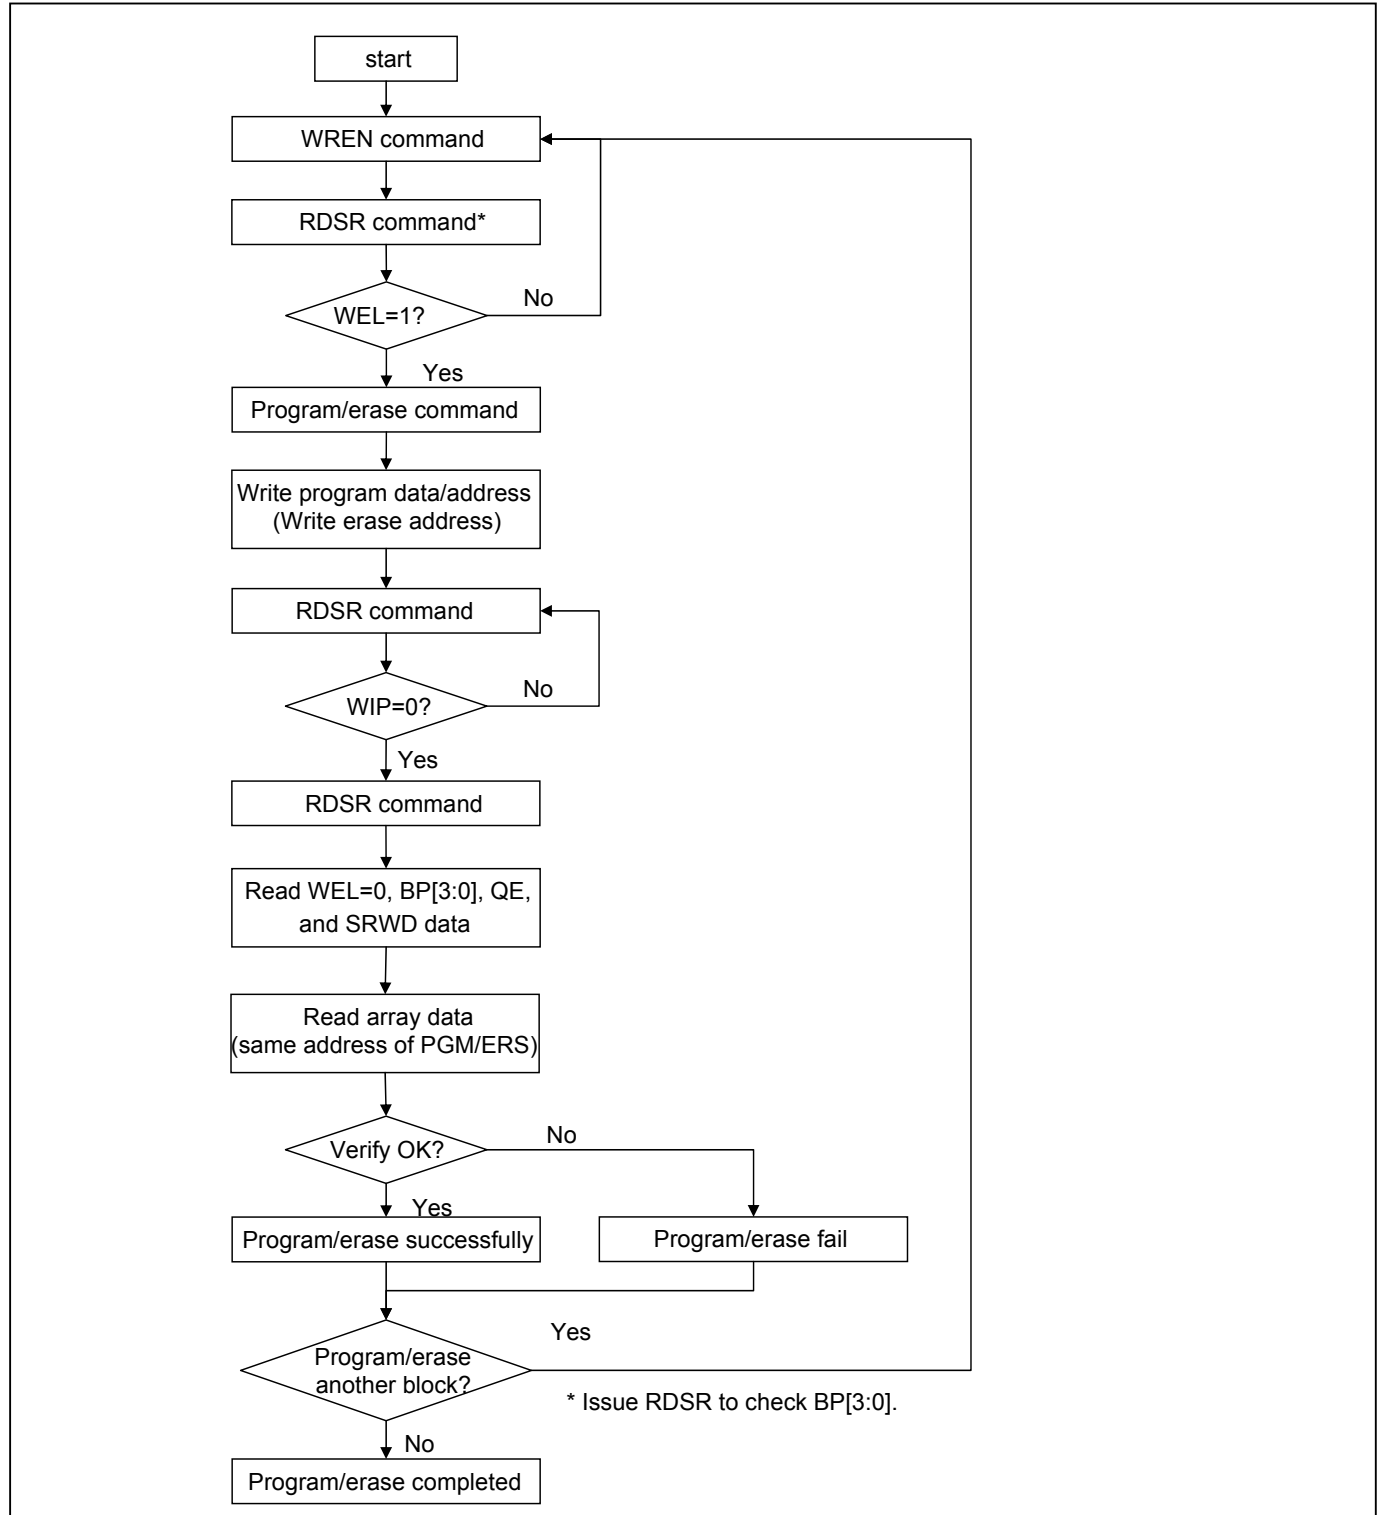 start
WREN command
RDSR command*
WEL=1?
No
Yes
Program/erase command
Write program data/address
(Write erase address)
RDSR command
WIP=0?
No
Yes
RDSR command
Read WEL=0, BP[3:0], QE,
and SRWD data
Read array data
(same address of PGM/ERS)
Verify OK?
No
Yes
Program/erase successfully
Program/erase fail
Yes
Program/erase
another block?
* Issue RDSR to check BP[3:0].
No
Program/erase completed